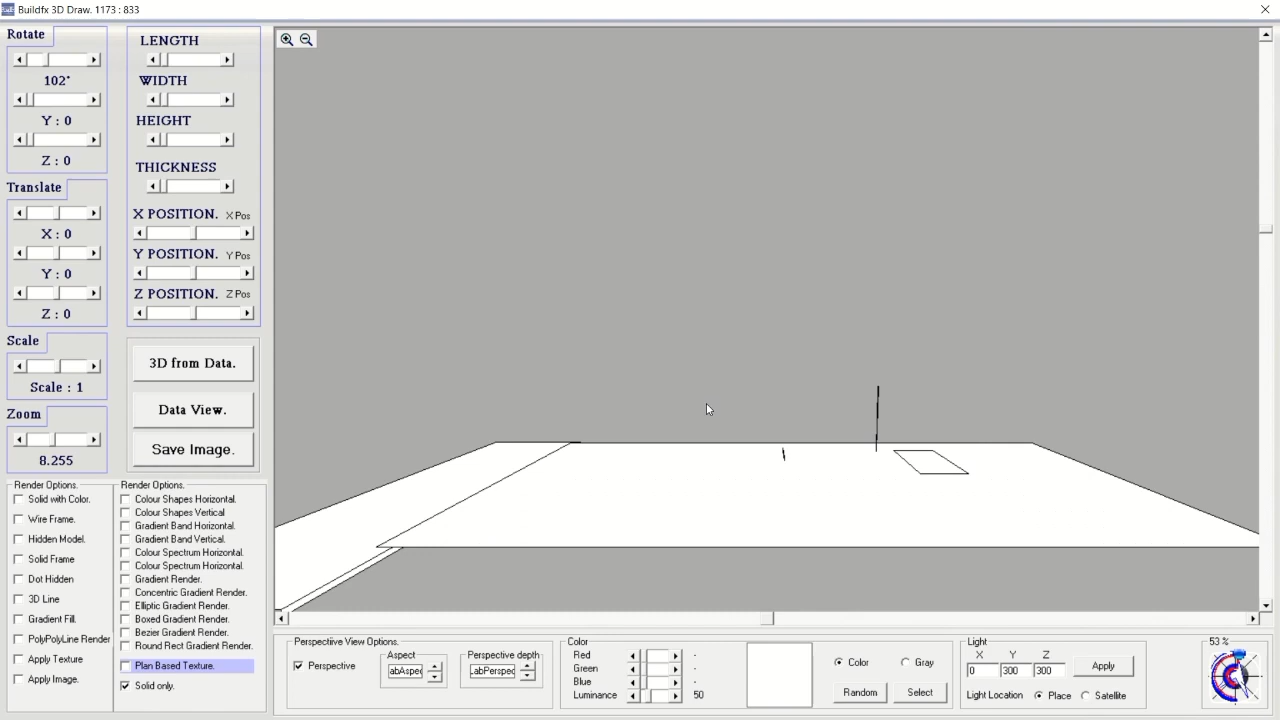 Buildfx 3D Draw. 1173 : 833
Rotate
102°
Y : 0
Z : 0
Translate
X : 0
Y : 0
Z : 0
Scale
Scale : 1
Zoom
8.255
LENGTH
WIDTH
HEIGHT
THICKNESS
X POSITION. X Pos
Y POSITION. Y Pos
Z POSITION. Z Pos
3D from Data.
Data View.
Save Image.
Render Options.
Solid with Color.
Wire Frame.
Hidden Model.
Solid Frame
Dot Hidden
3D Line
Gradient Fill.
PolyPolyLine Render
Apply Texture
Apply Image.
Render Options.
Colour Shapes Horizontal.
Colour Shapes Vertical
Gradient Band Horizontal.
Gradient Band Vertical.
Colour Spectrum Horizontal.
Colour Spectrum Horizontal.
Gradient Render.
Concentric Gradient Render.
Elliptic Gradient Render.
Boxed Gradient Render.
Bezier Gradient Render.
Round Rect Gradient Render.
Plan Based Texture.
Solid only.
Perspective View Options.
Perspective
Aspect
abAspec
Perspective depth
.abPerspec
Color
Red -
Green -
Blue -
Luminance 50
Color Gray
Random Select
Light
X Y Z
0 300 300 Apply
Light Location Place Satellite
53 %